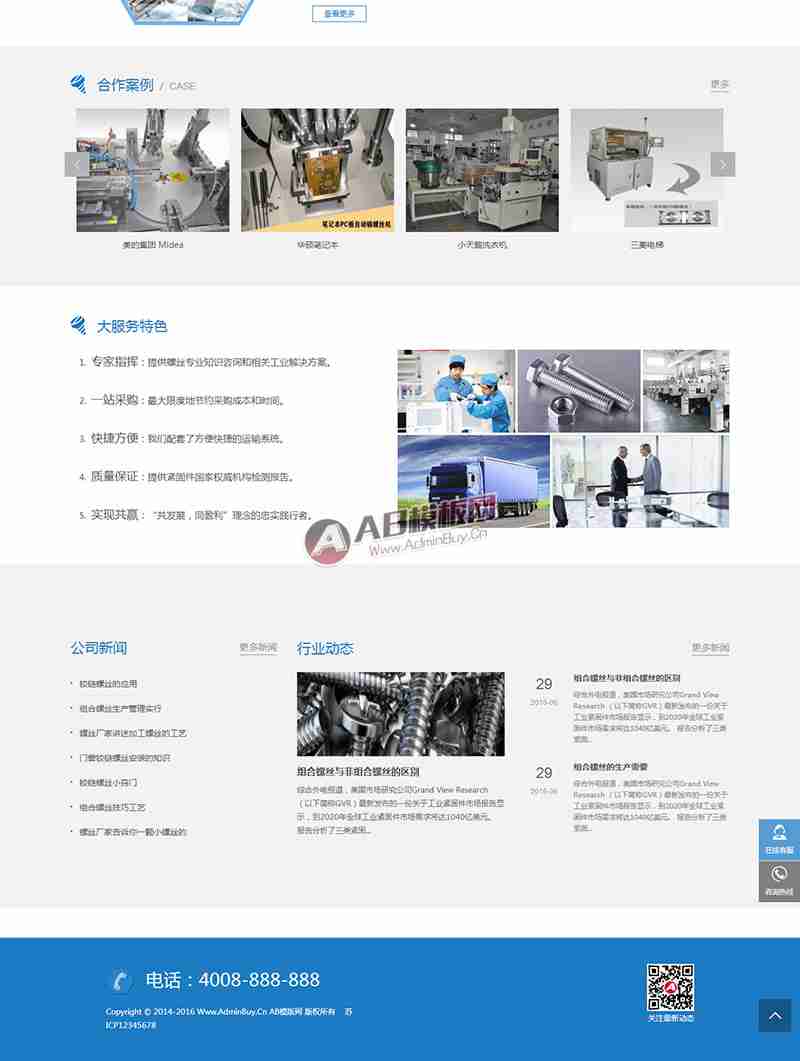 查看更多
合作案例 / CASE
更多
笔记本PC板自动锁螺丝机
美的集团 Midea
华硕笔记本
小天鹅洗衣机
三菱电梯
大服务特色
1. 专家指挥：提供螺丝专业知识咨询和相关工业解决方案。
2. 一站采购：最大限度地节约采购成本和时间。
3. 快捷方便：我们配套了方便快捷的运输系统。
4. 质量保证：提供紧固件国家权威机构检测报告。
5. 实现共赢：“共发展，同盈利”理念的忠实践行者。
AB模板网
Www.AdminBuy.Cn
公司新闻
更多新闻
铰链螺丝的应用
组合螺丝生产管理实行
螺丝厂家讲述加工螺丝的工艺
门窗铰链螺丝安装的知识
铰链螺丝小窍门
组合螺丝技巧工艺
螺丝厂家告诉你一颗小螺丝的
行业动态
更多新闻
组合螺丝与非组合螺丝的区别
综合外电报道，美国市场研究公司Grand View Research
（以下简称GVR）最新发布的一份关于工业紧固件市场报告显
示，到2020年全球工业紧固件市场需求将达1040亿美元。
报告分析了三类紧固...
29
组合螺丝与非组合螺丝的区别
综合外电报道，美国市场研究公司Grand View
Research （以下简称GVR）最新发布的一份关于
工业紧固件市场报告显示，到2020年全球工业紧
固件市场需求将达1040亿美元。 报告分析了三类
紧固...
29
组合螺丝的生产需要
综合外电报道，美国市场研究公司Grand View
Research （以下简称GVR）最新发布的一份关于
工业紧固件市场报告显示，到2020年全球工业紧
固件市场需求将达1040亿美元。 报告分析了三类
紧固...
在线客服
咨询热线
电话：4008-888-888
Copyright © 2014-2016 Www.AdminBuy.Cn AB模板网 版权所有 苏
ICP12345678
关注最新动态